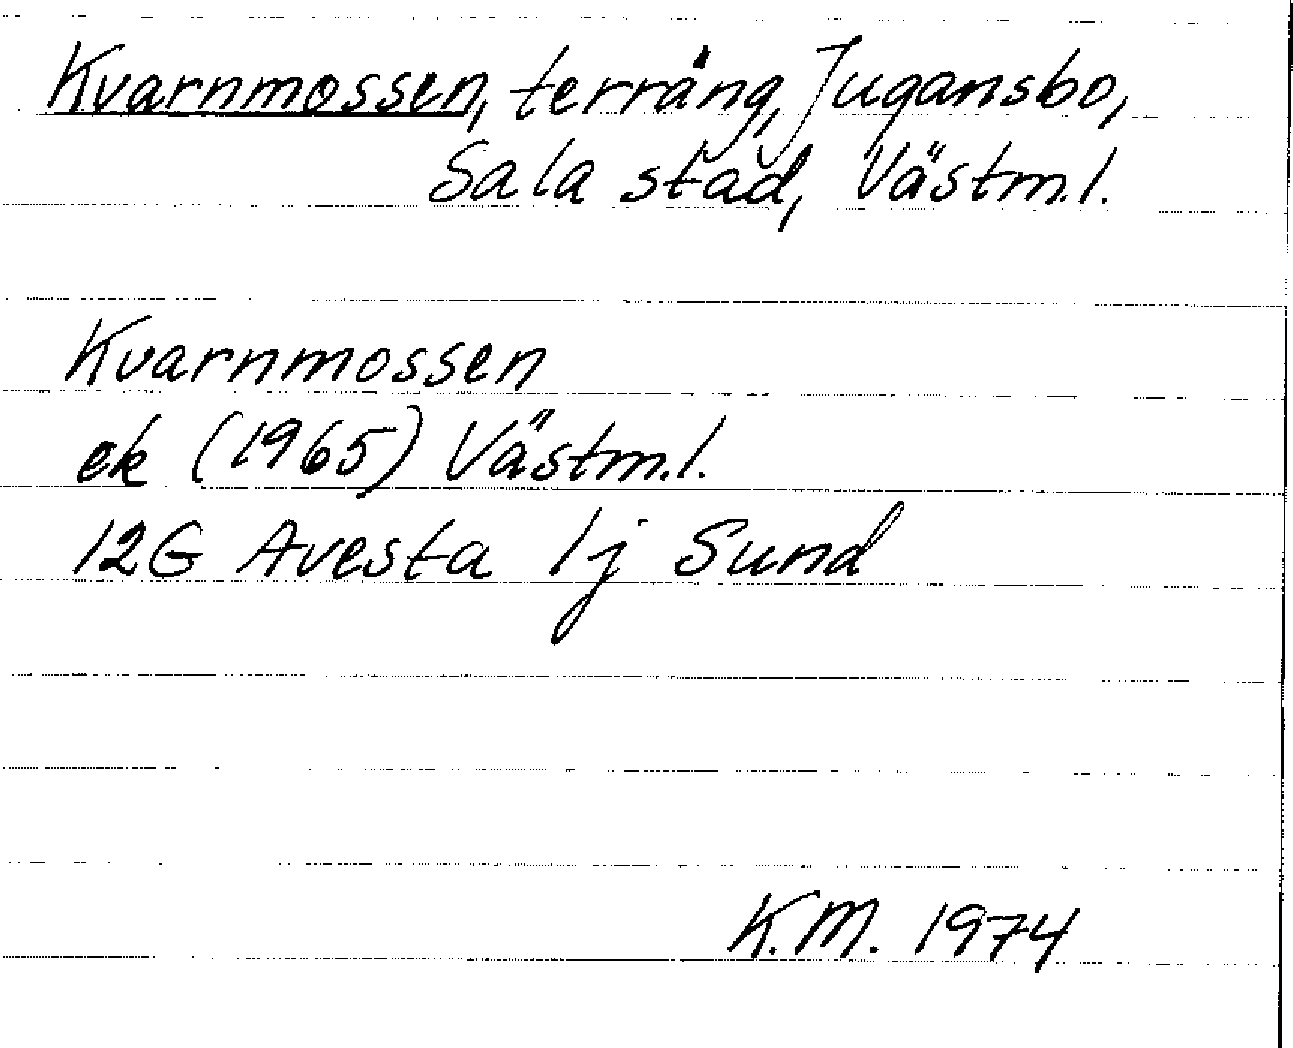 Kvarnmossen, terräng, Jugansbo,
Sala stad, Västm.l.
Kvarnmossen
ek (1965) Västm.l.
12G Avesta 1j Sund
K.M. 1974